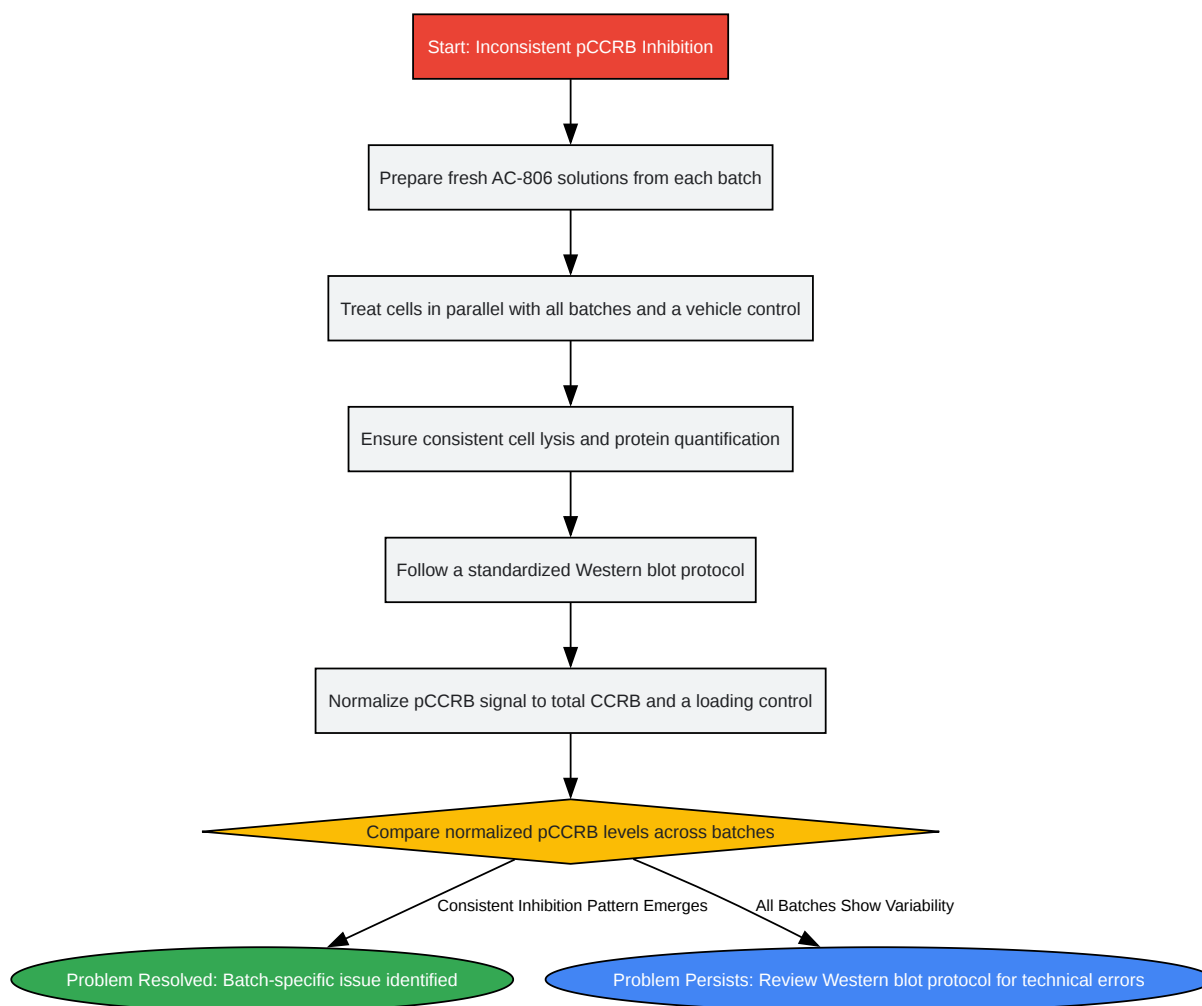 Start: Inconsistent pCCRB Inhibition
Prepare fresh AC-806 solutions from each batch
Treat cells in parallel with all batches and a vehicle control
Ensure consistent cell lysis and protein quantification
Follow a standardized Western blot protocol
Normalize pCCRB signal to total CCRB and a loading control
Compare normalized pCCRB levels across batches
Consistent Inhibition Pattern Emerges
All Batches Show Variability
Problem Resolved: Batch-specific issue identified
Problem Persists: Review Western blot protocol for technical errors